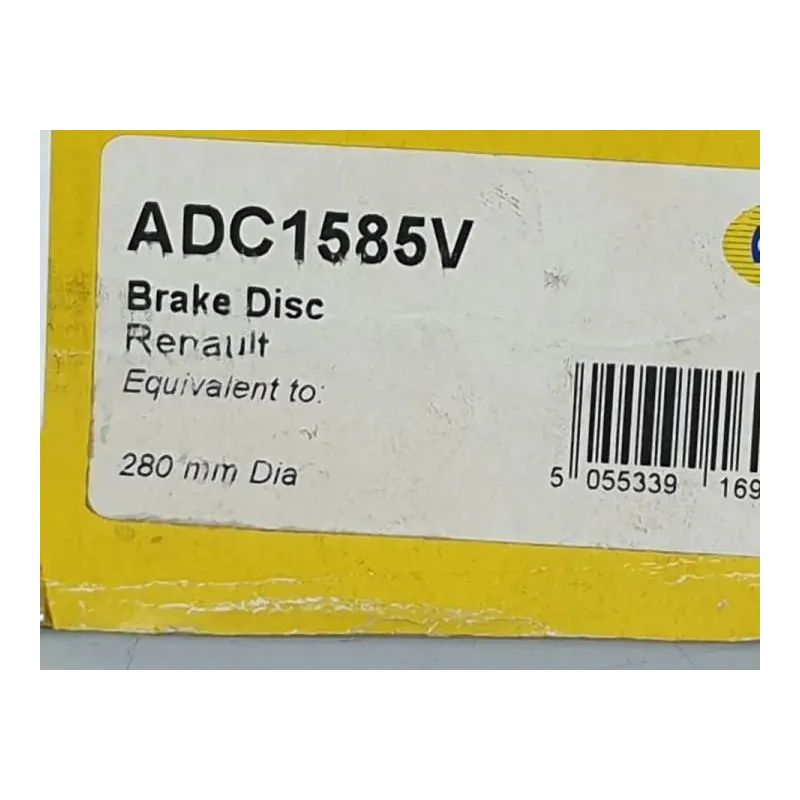 ADC1585V
Brake Disc
Renault
Equivalent to:
280 mm Dia
5 055339 169